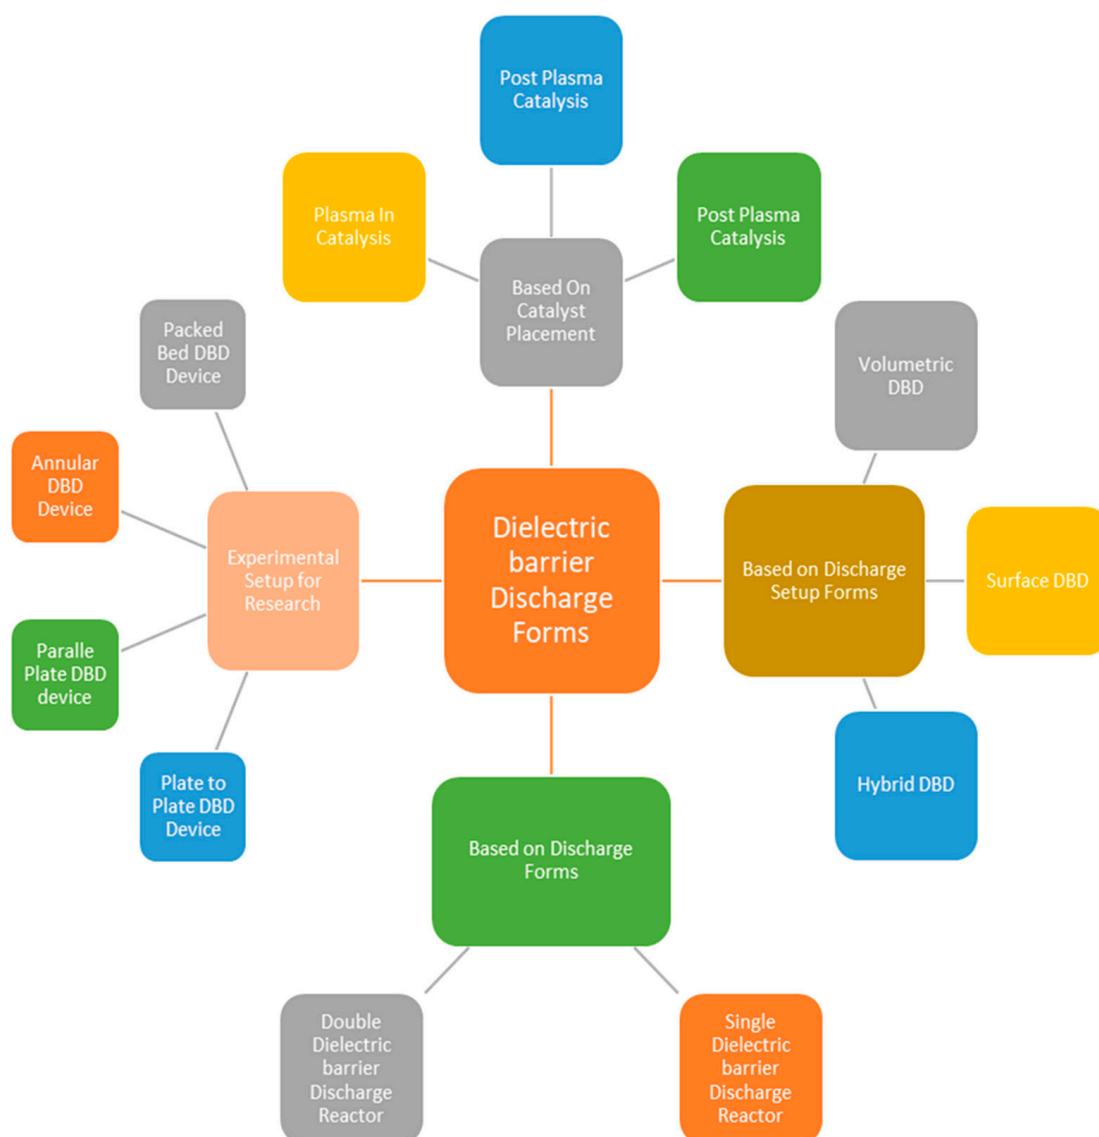 Post Plasma
Catalysis
Plasma In
Catalysis
Post Plasma
Catalysis
Based On
Catalyst
Placement
Packed
Bed DBD
Device
Volumetric
DBD
Annular
DBD
Device
Experimental
Setup for
Research
Dielectric
barrier
Discharge
Forms
Based on Discharge
Setup Forms
Surface DBD
Paralle
Plate DBD
device
Plate to
Plate DBD
Device
Hybrid DBD
Based on Discharge
Forms
Double
Dielectric
barrier
Discharge
Reactor
Single
Dielectric
barrier
Discharge
Reactor